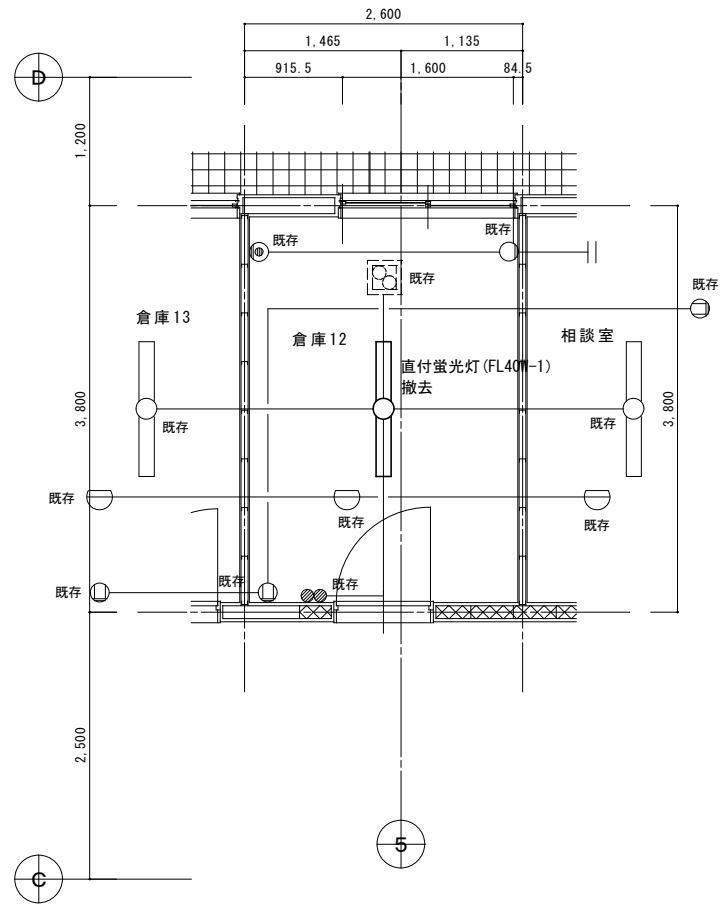 2,600
1,465
1,135
915.5
1,600
84.5
D
1,200
既存
既存
既存
既存
倉庫13
倉庫12
相談室
直付蛍光灯(FL40W-1)
撤去
3,800
3,800
既存
既存
既存
既存
既存
既存
既存
既存
2,500
5
C